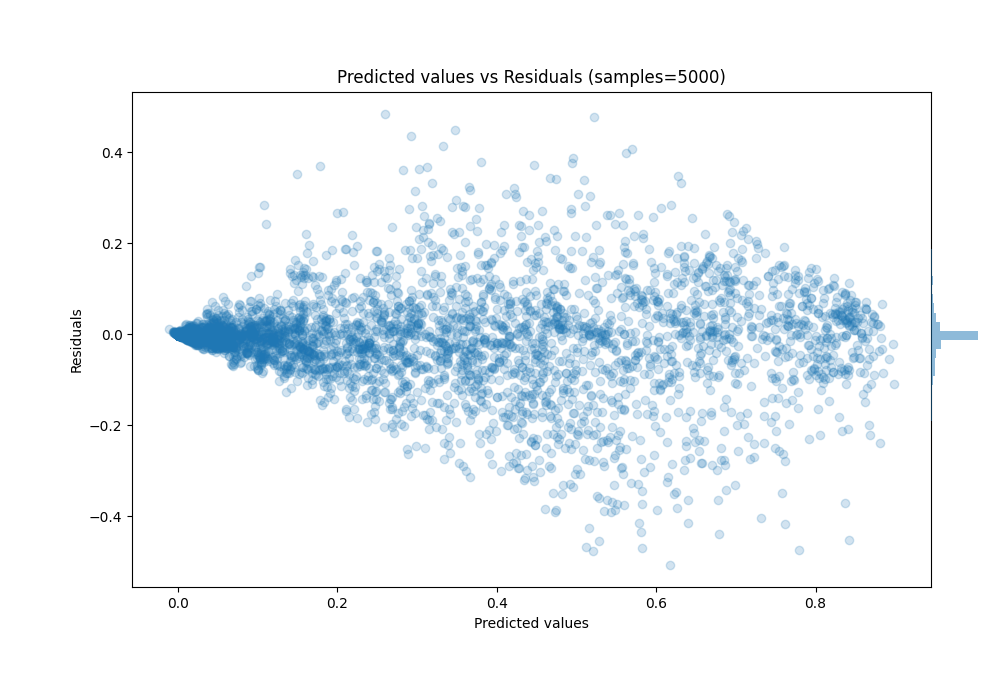 Predicted values vs Residuals (samples=5000)
Residuals
0.4
0.2
0.0
−0.2
−0.4
0.0 0.2 0.4 0.6 0.8
Predicted values